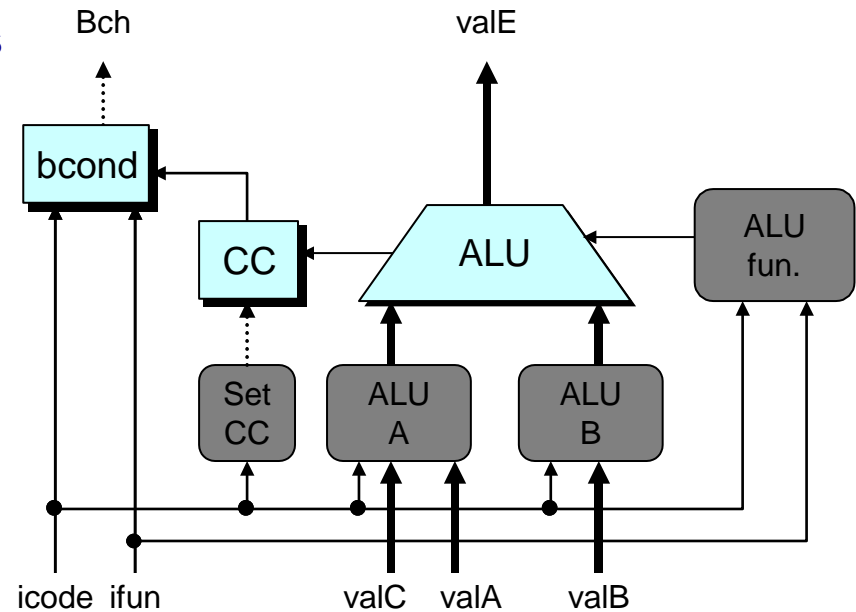 Bch
valE
bcond
CC
ALU
ALU
fun.
Set
CC
ALU
A
ALU
B
icode
ifun
valC
valA
valB